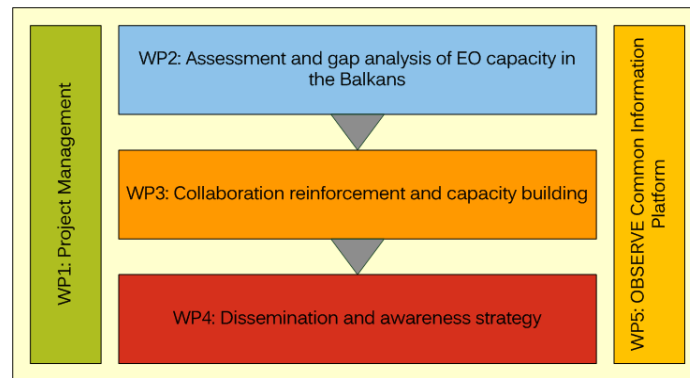 WP1: Project Management
WP2: Assessment and gap analysis of EO capacity in
the Balkans
WP3: Collaboration reinforcement and capacity building
WP4: Dissemination and awareness strategy
WP5: OBSERVE Common Information
Platform